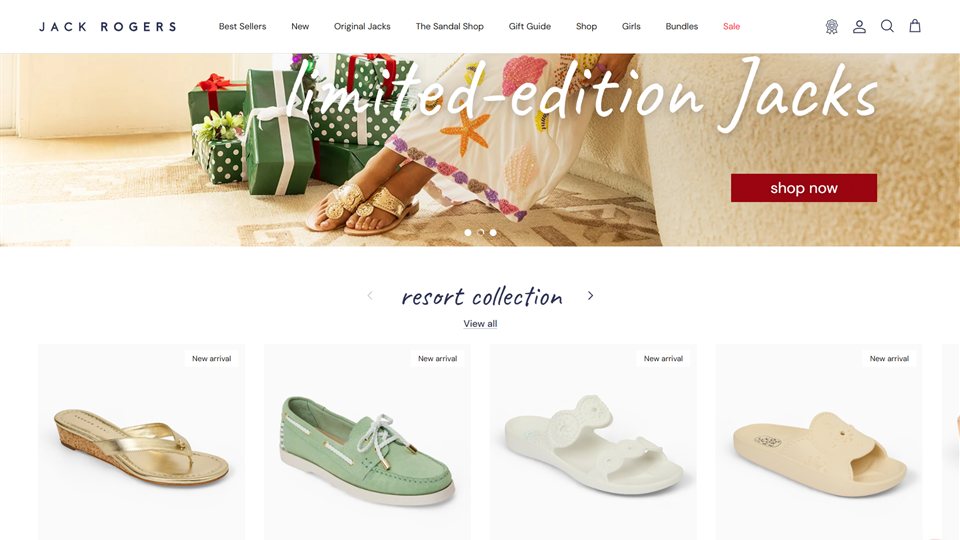 JACK ROGERS
Best Sellers New Original Jacks The Sandal Shop Gift Guide Shop Girls Bundles Sale
limited-edition Jacks
shop now
resort collection
View all
New arrival New arrival New arrival New arrival